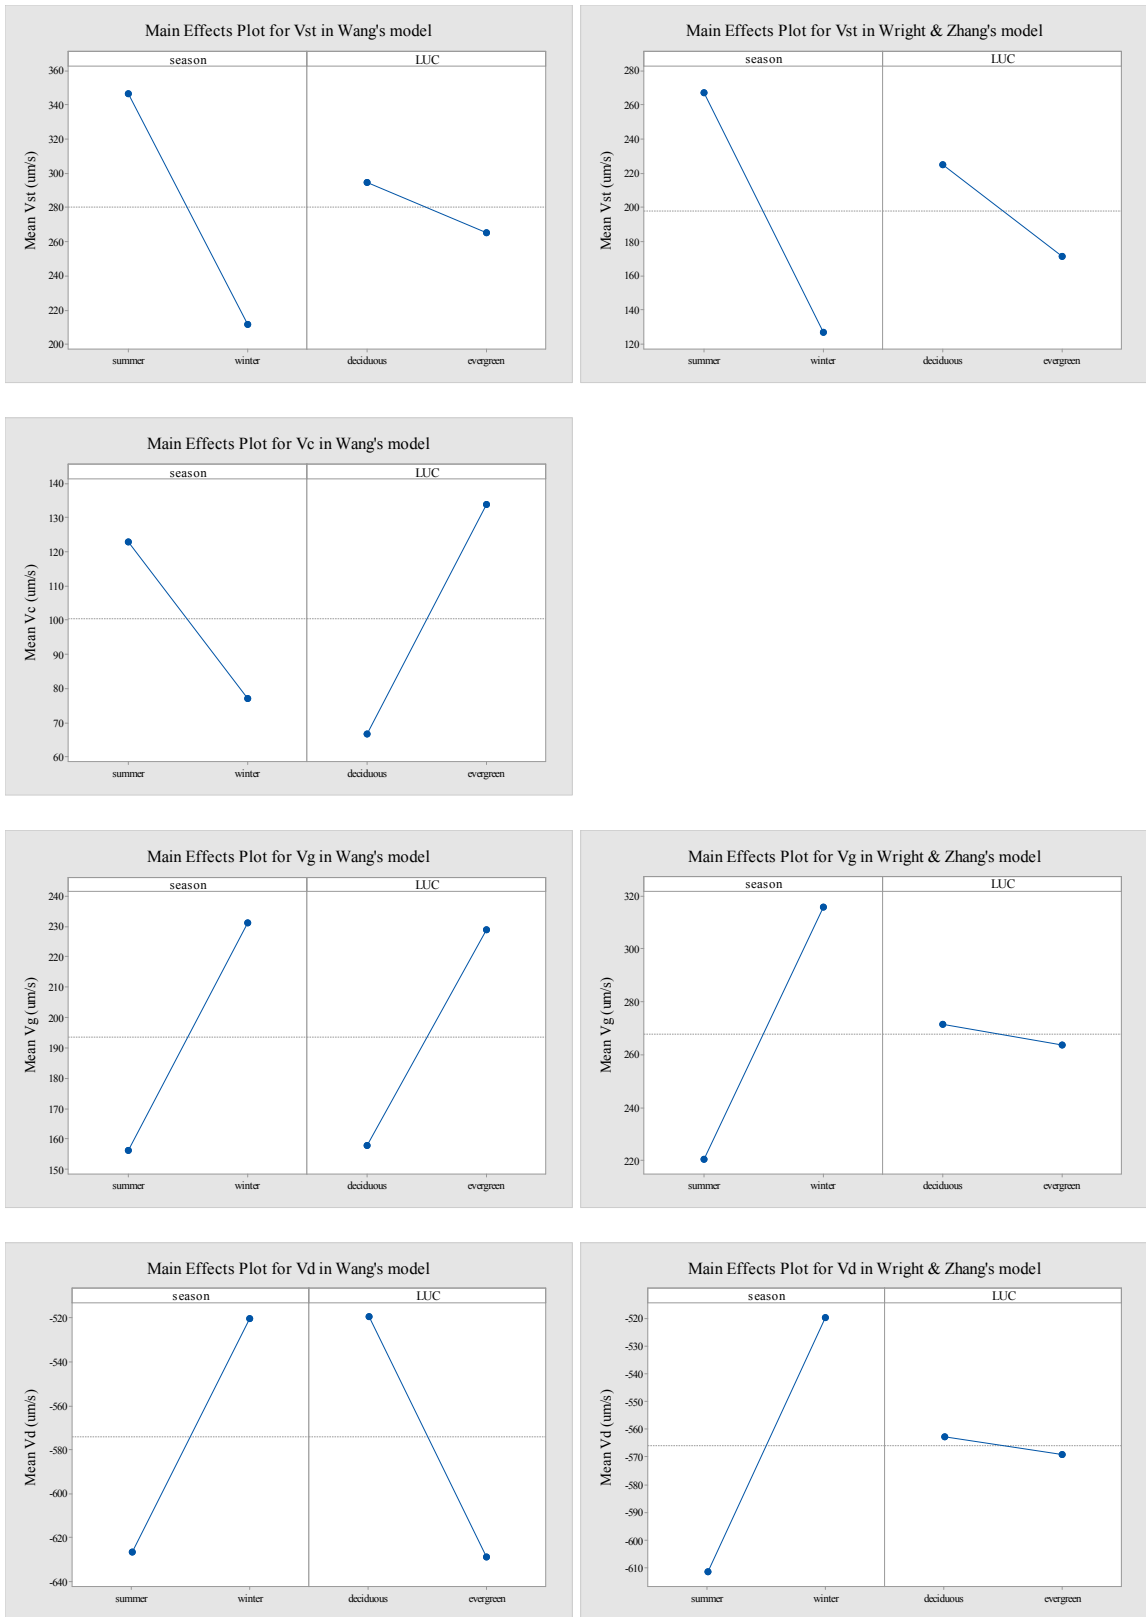 Main Effects Plot for Vst in Wang's model
season LUC
360
340
320
300
280
260
240
220
200
Mean Vst (um/s)
summer winter deciduous evergreen
Main Effects Plot for Vst in Wright & Zhang's model
season LUC
280
260
240
220
200
180
160
140
120
Mean Vst (um/s)
summer winter deciduous evergreen
Main Effects Plot for Vc in Wang's model
season LUC
140
130
120
110
100
90
80
70
60
Mean Vc (um/s)
summer winter deciduous evergreen
Main Effects Plot for Vg in Wang's model
season LUC
240
230
220
210
200
190
180
170
160
150
Mean Vg (um/s)
summer winter deciduous evergreen
Main Effects Plot for Vg in Wright & Zhang's model
season LUC
320
300
280
260
240
220
Mean Vg (um/s)
summer winter deciduous evergreen
Main Effects Plot for Vd in Wang's model
season LUC
-520
-540
-560
-580
-600
-620
-640
Mean Vd (um/s)
summer winter deciduous evergreen
Main Effects Plot for Vd in Wright & Zhang's model
season LUC
-520
-530
-540
-550
-560
-570
-580
-590
-600
-610
Mean Vd (um/s)
summer winter deciduous evergreen